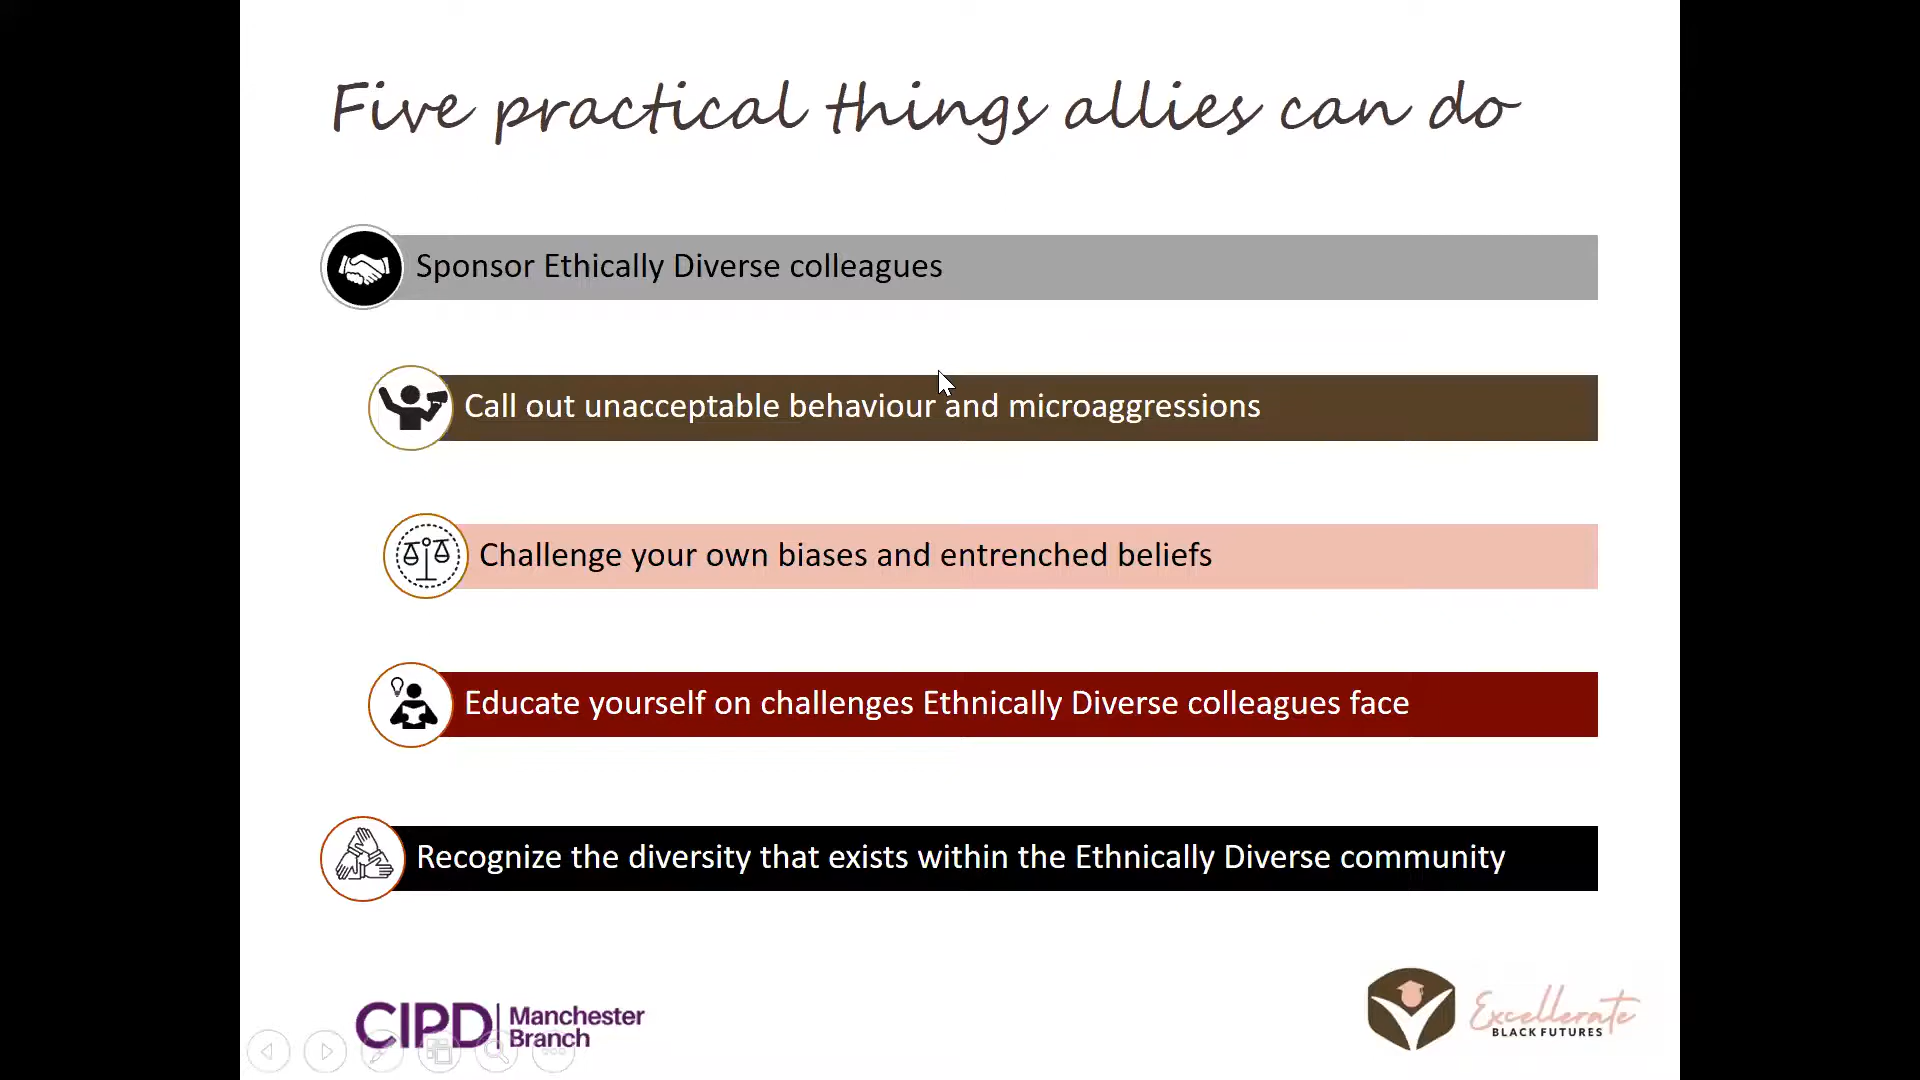 Five practical things allies can do
Sponsor Ethically Diverse colleagues
Call out unacceptable behaviour and microaggressions
Challenge your own biases and entrenched beliefs
Educate yourself on challenges Ethnically Diverse colleagues face
Recognize the diversity that exists within the Ethnically Diverse community
CIPD
Manchester
Branch
Excellerate
BLACK FUTURES